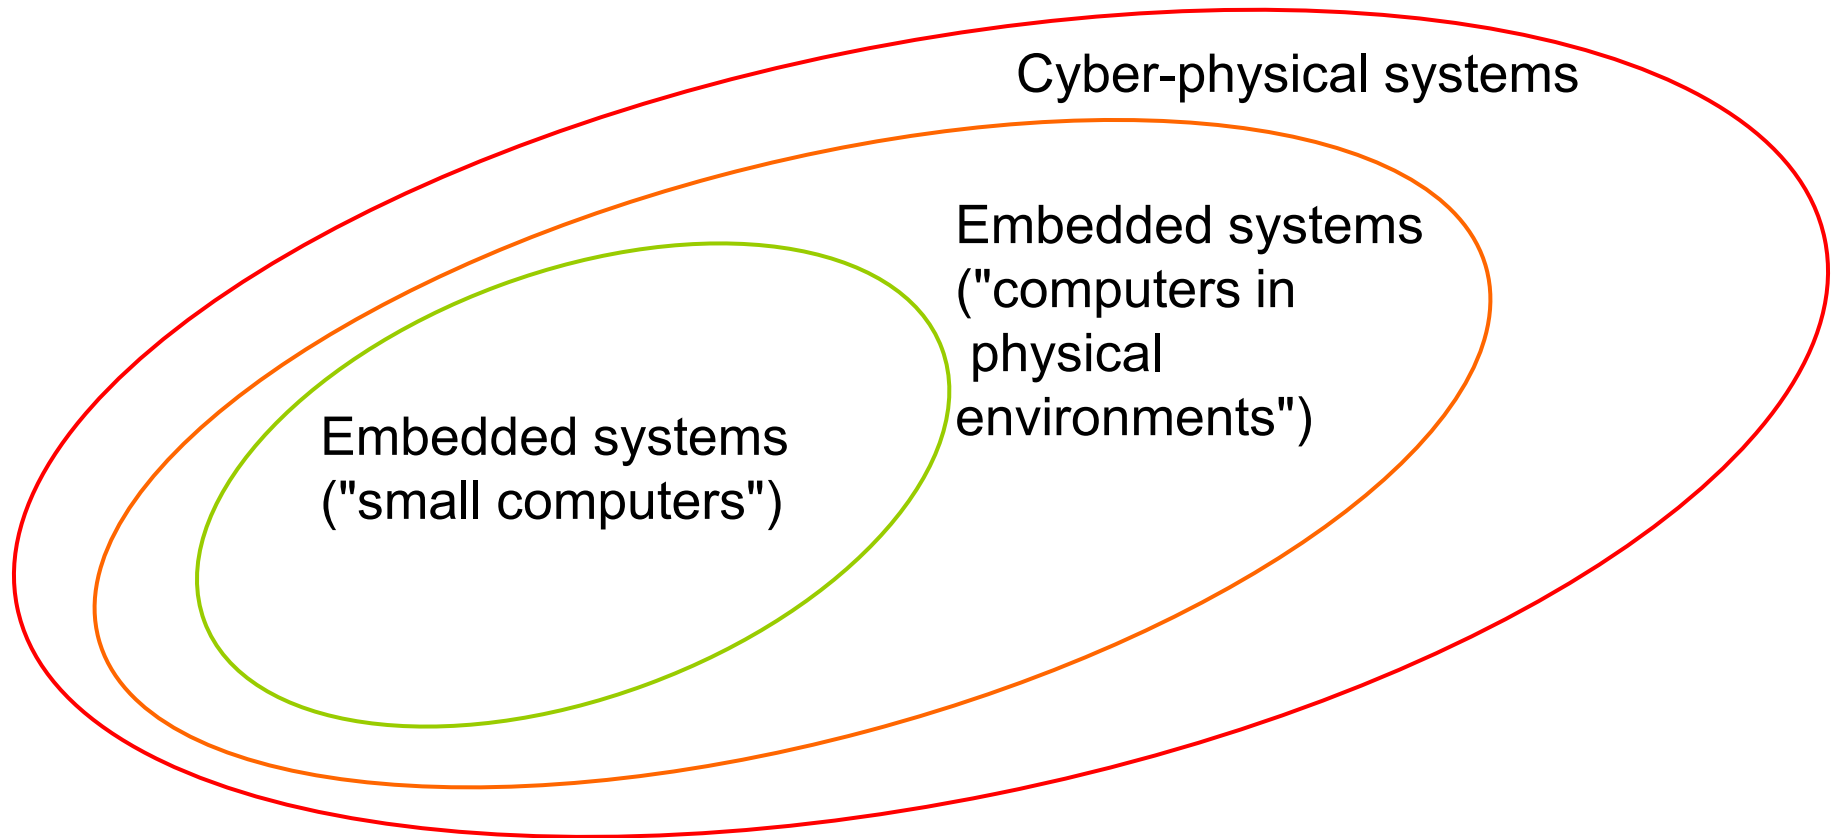 Cyber-physical systems
Embedded systems
("computers in
physical
environments")
Embedded systems
("small computers")